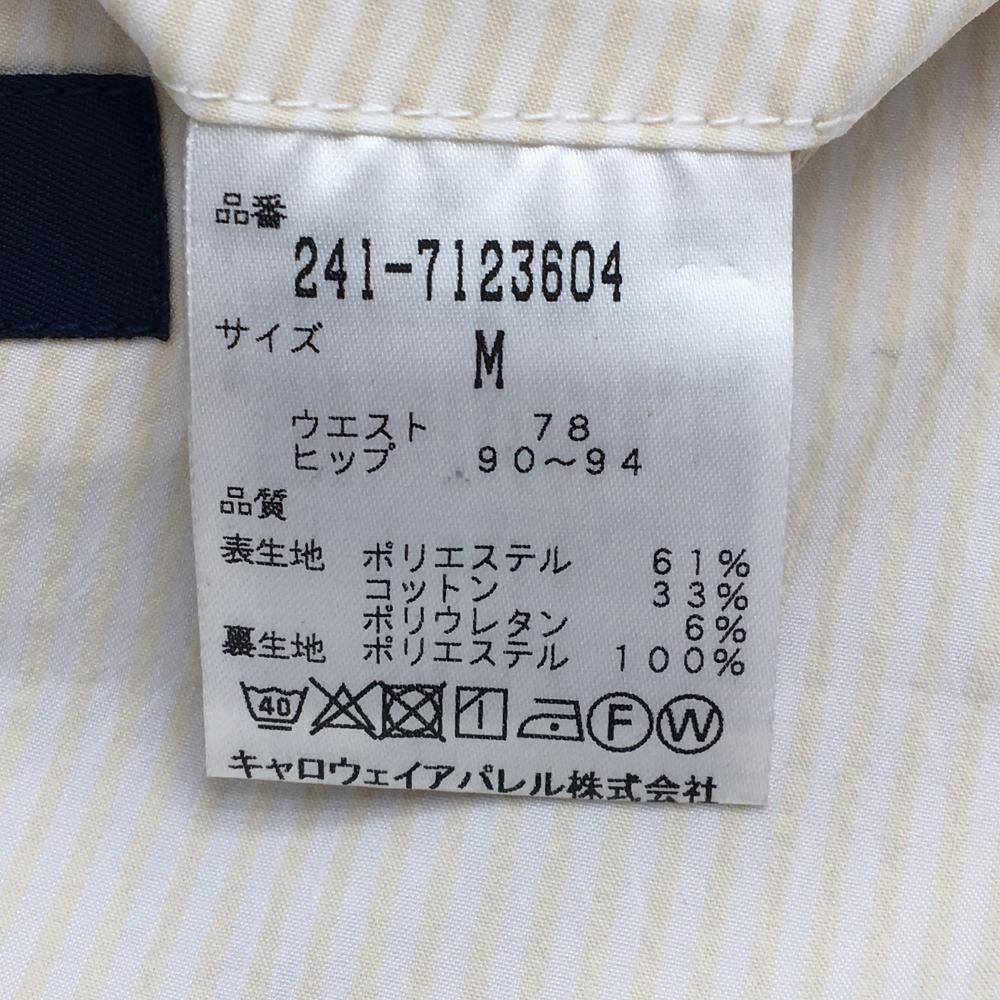 品番
241-7123604
サイズ
M
ウエスト 78
ヒップ 90〜94
品質
表生地 ポリエステル 61%
コットン 33%
ポリウレタン 6%
裏生地 ポリエステル 100%
40 F W
キャロウェイアパレル株式会社